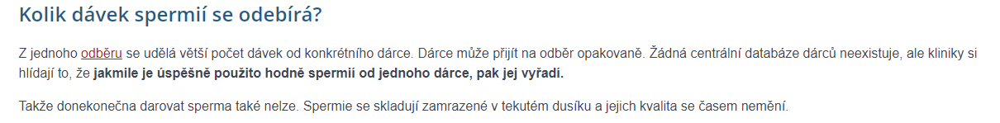 Kolik dávek spermií se odebírá?
Z jednoho odběru se udělá větší počet dávek od konkrétního dárce. Dárce může přijít na odběr opakovaně. Žádná centrální databáze dárců neexistuje, ale kliniky si
hlídají to, že jakmile je úspěšně použito hodně spermií od jednoho dárce, pak jej vyřadí.
Takže donekonečna darovat sperma také nelze. Spermie se skladují zamrazené v tekutém dusíku a jejich kvalita se časem nemění.